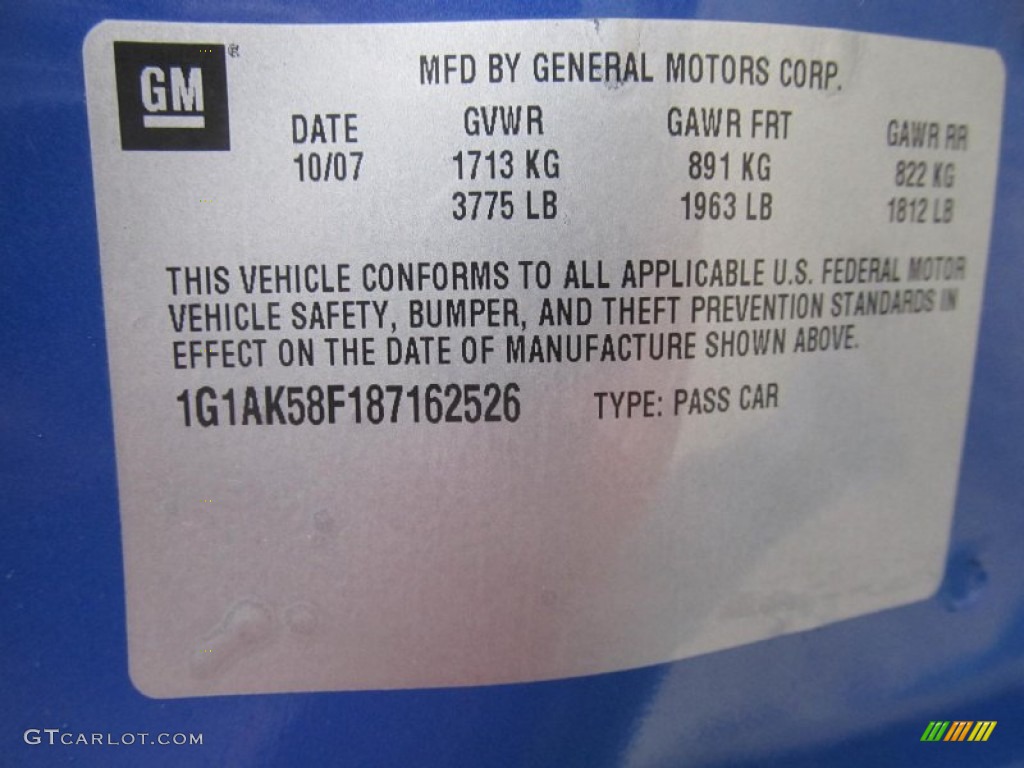 GM ®
MFD BY GENERAL MOTORS CORP.
DATE GVWR GAWR FRT GAWR RR
10/07 1713 KG 891 KG 822 KG
3775 LB 1963 LB 1812 LB
THIS VEHICLE CONFORMS TO ALL APPLICABLE U.S. FEDERAL MOTOR
VEHICLE SAFETY, BUMPER, AND THEFT PREVENTION STANDARDS IN
EFFECT ON THE DATE OF MANUFACTURE SHOWN ABOVE.
1G1AK58F187162526 TYPE: PASS CAR
GTCARLOT.COM